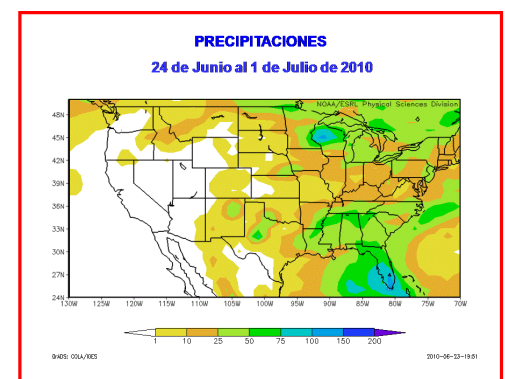 PRECIPITACIONES
24 de Junio al 1 de Julio de 2010
NOAA/ESRL Physical Sciences Division
48N
45N
42N
39N
36N
33N
30N
27N
24N
130W 125W 120W 115W 110W 105W 100W 95W 90W 85W 80W 75W 70W
1 10 25 50 75 100 150 200
GrADS: COLA/IGES 2010-06-23-19:51